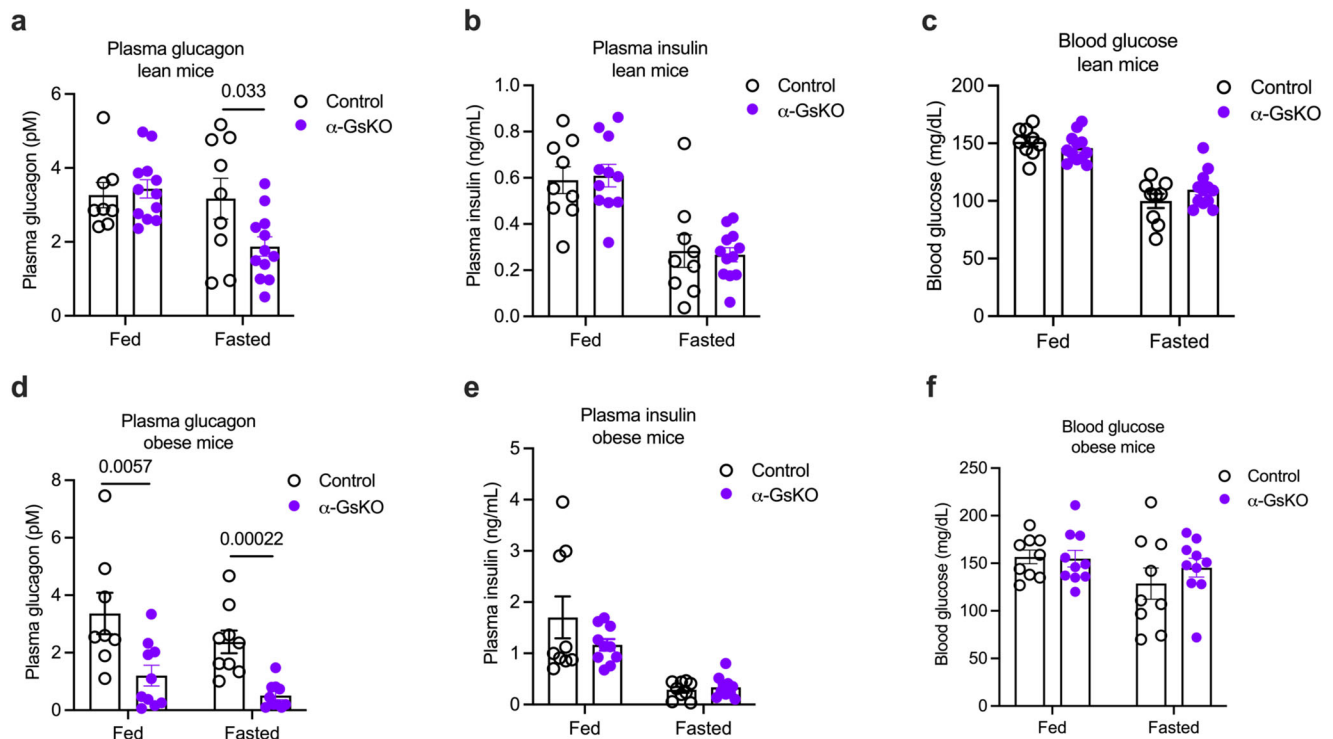 a
Plasma glucagon
lean mice
Plasma glucagon (pM)
6
4
2
0
0.033
Control
α-GsKO
Fed
Fasted
b
Plasma insulin
lean mice
Plasma insulin (ng/mL)
1.0
0.8
0.6
0.4
0.2
0.0
Control
α-GsKO
Fed
Fasted
c
Blood glucose
lean mice
Blood glucose (mg/dL)
200
150
100
50
0
Control
α-GsKO
Fed
Fasted
d
Plasma glucagon
obese mice
Plasma glucagon (pM)
8
6
4
2
0
0.0057
0.00022
Control
α-GsKO
Fed
Fasted
e
Plasma insulin
obese mice
Plasma insulin (ng/mL)
5
4
3
2
1
0
Control
α-GsKO
Fed
Fasted
f
Blood glucose
obese mice
Blood glucose (mg/dL)
250
200
150
100
50
0
Control
α-GsKO
Fed
Fasted